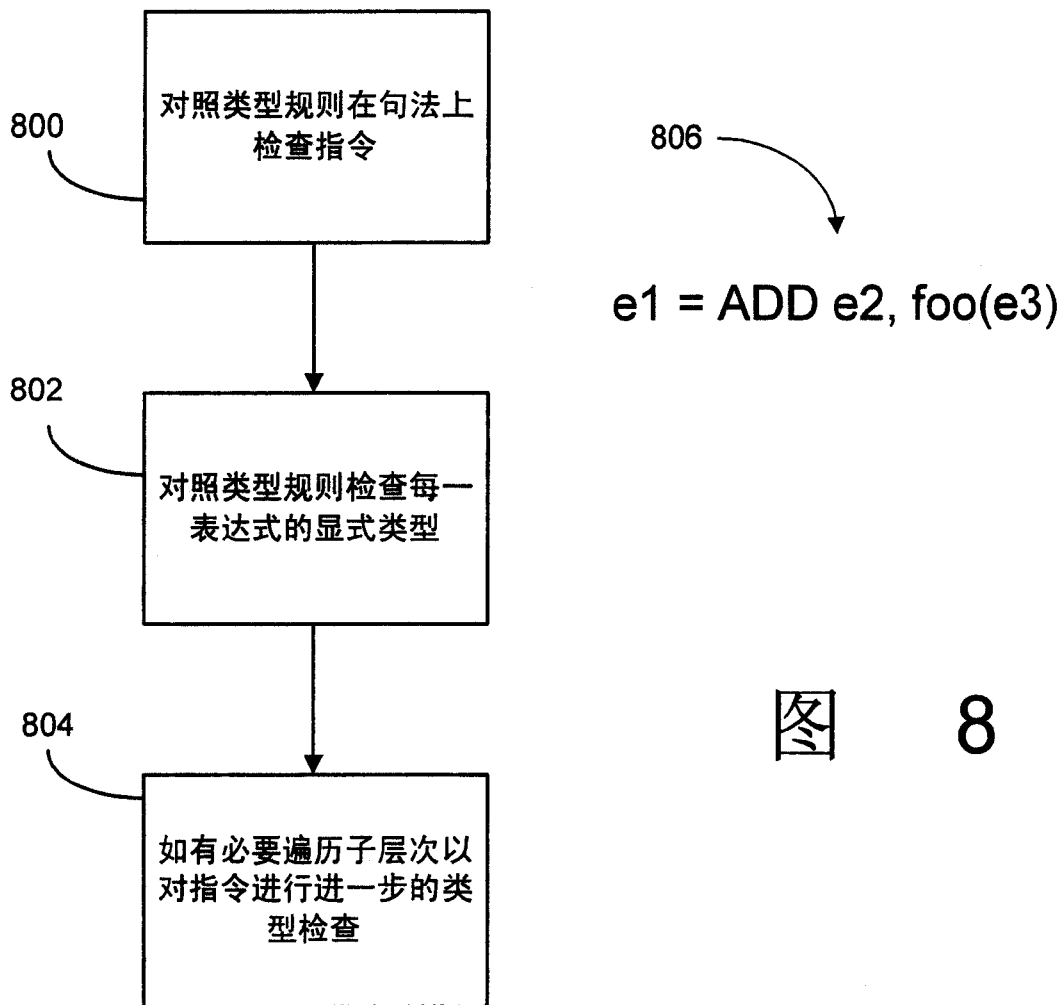 800
对照类型规则在句法上
检查指令
806
e1 = ADD e2, foo(e3)
802
对照类型规则检查每一
表达式的显式类型
804
如有必要遍历子层次以
对指令进行进一步的类
型检查
图 8